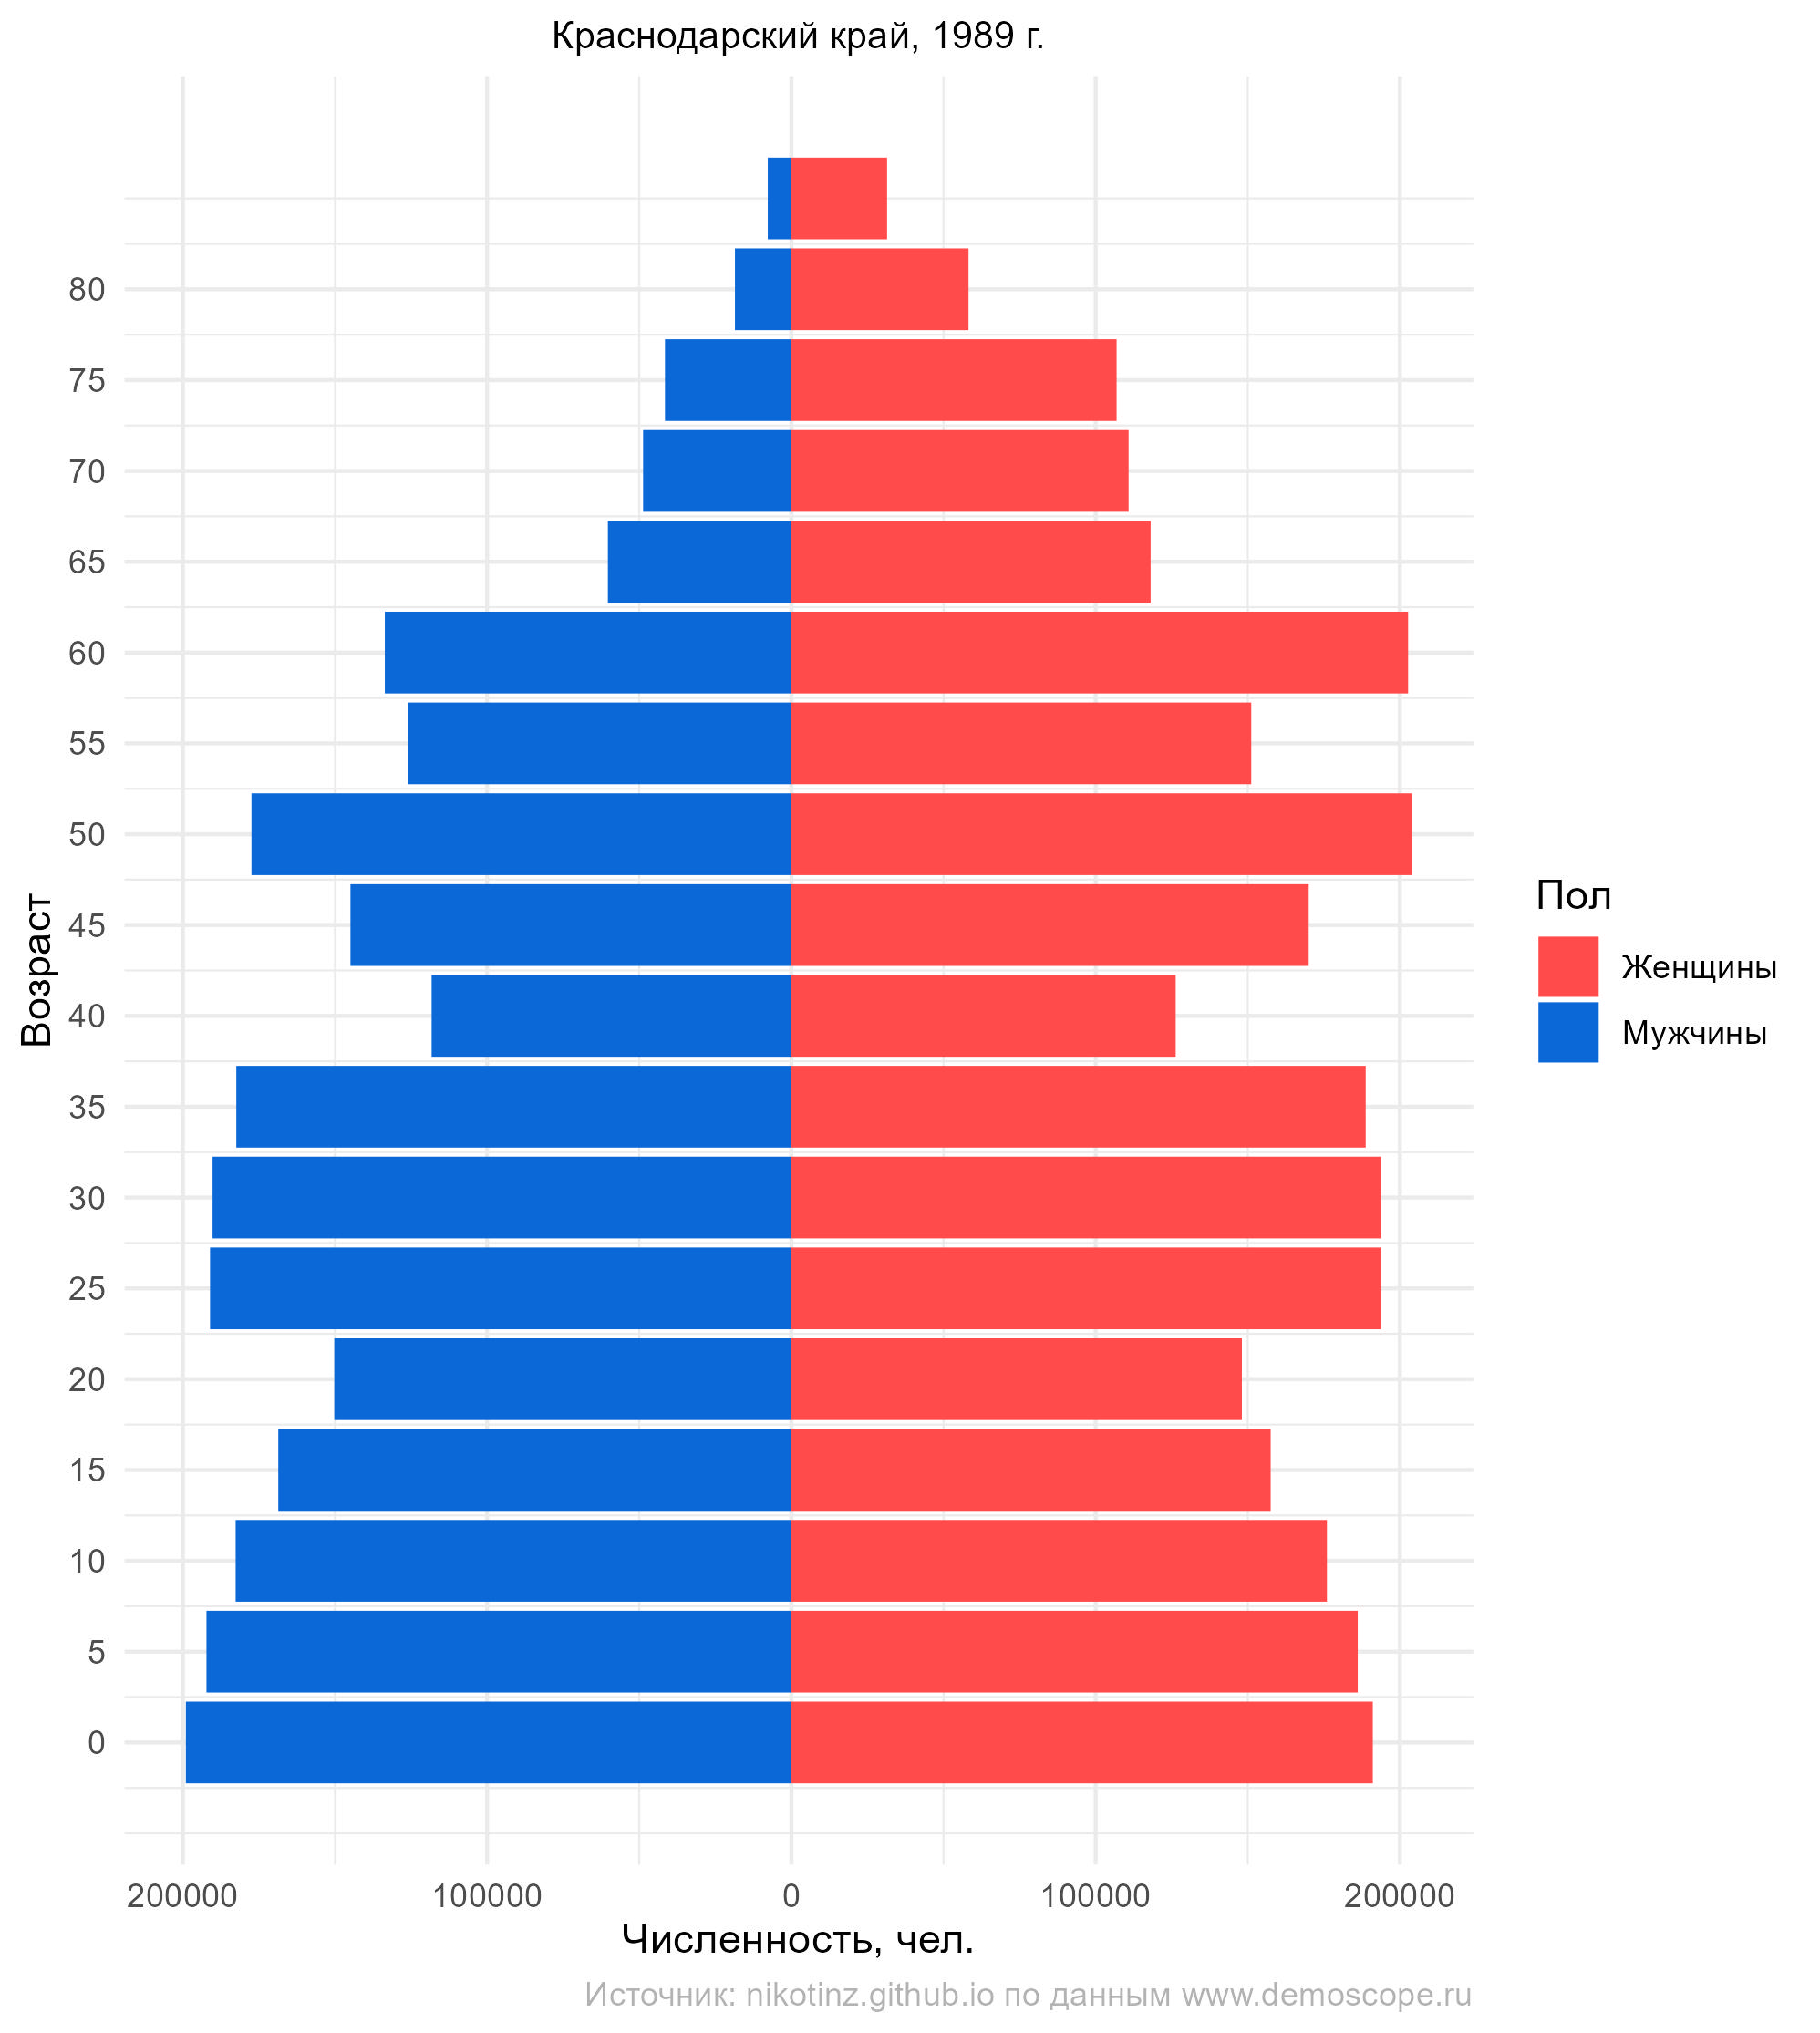 Краснодарский край, 1989 г.
80
75
70
65
60
55
50
45
40
35
30
25
20
15
10
5
0
Возраст
200000 100000 0 100000 200000
Численность, чел.
Пол
Женщины
Мужчины
Источник: nikotinz.github.io по данным www.demoscope.ru